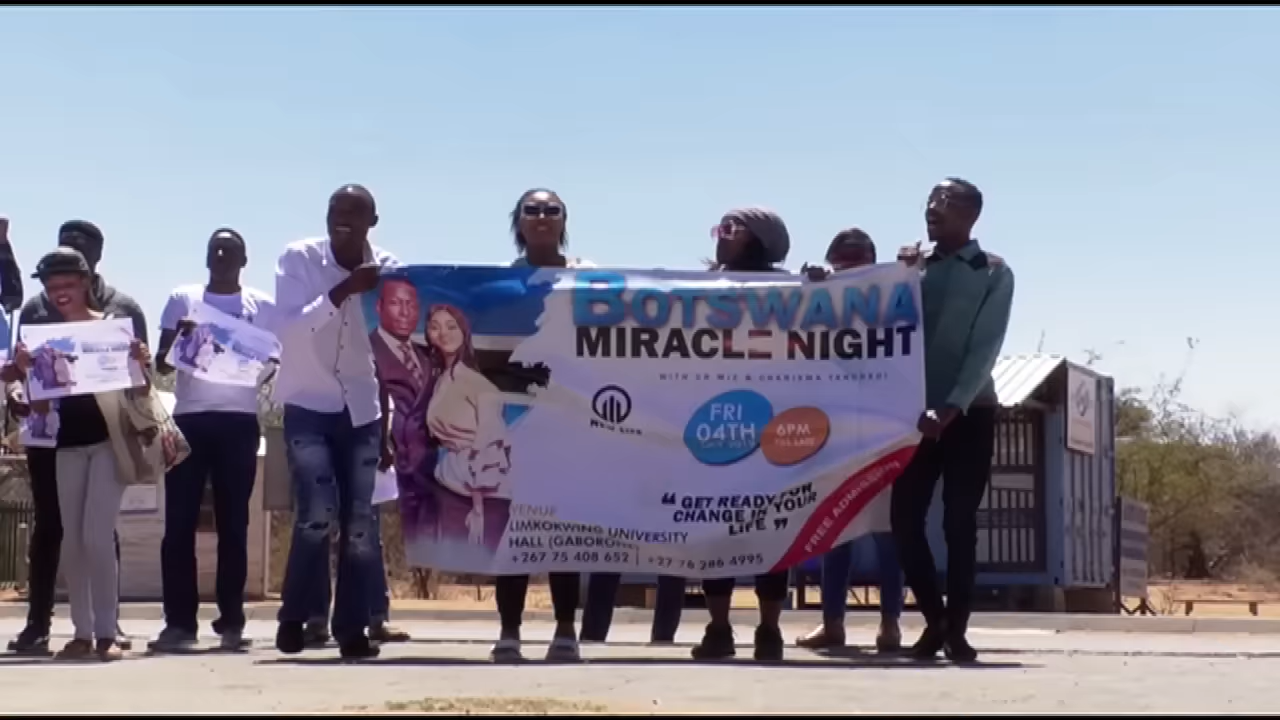 BOTSWANA
MIRACLE NIGHT
FRI
04TH
6PM
“ GET READY FOR
CHANGE IN YOUR
LIFE ”
FREE ADMISSION
VENUE
LIMKOKWING UNIVERSITY
HALL (GABORONE)
+267 75 408 652 | +27 76 286 4995